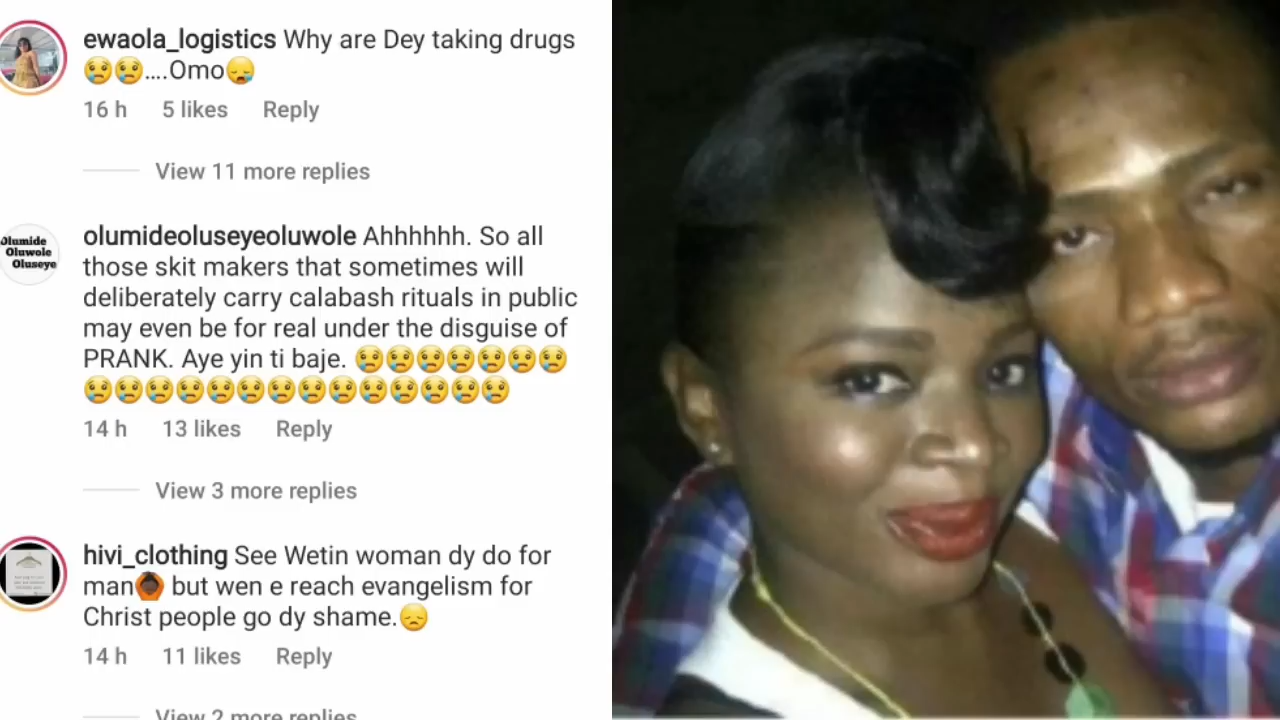 ewaola_logistics Why are Dey taking drugs
😢😢....Omo😪
16 h 5 likes Reply
View 11 more replies
Olumide
Oluwole
Oluseye
olumideoluseyeoluwole Ahhhhhh. So all
those skit makers that sometimes will
deliberately carry calabash rituals in public
may even be for real under the disguise of
PRANK. Aye yin ti baje. 😢😢😢😢😢😢😢
😢😢😢😢😢😢😢😢😢😢😢😢😢😢
14 h 13 likes Reply
View 3 more replies
hivi_clothing See Wetin woman dy do for
man🙆🏿 but wen e reach evangelism for
Christ people go dy shame.😞
14 h 11 likes Reply
View 2 more replies